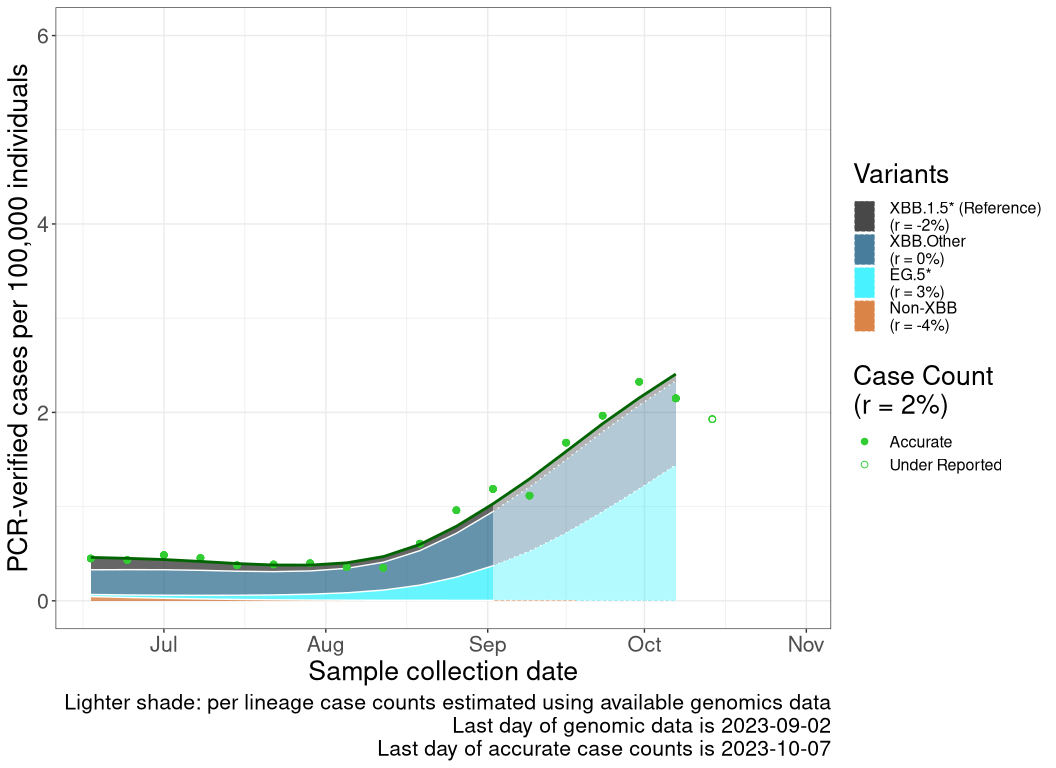 PCR-verified cases per 100,000 individuals
6
4
2
0
Jul
Aug
Sep
Oct
Nov
Sample collection date
Variants
XBB.1.5* (Reference)
(r = -2%)
XBB.Other
(r = 0%)
EG.5*
(r = 3%)
Non-XBB
(r = -4%)
Case Count
(r = 2%)
Accurate
Under Reported
Lighter shade: per lineage case counts estimated using available genomics data
Last day of genomic data is 2023-09-02
Last day of accurate case counts is 2023-10-07